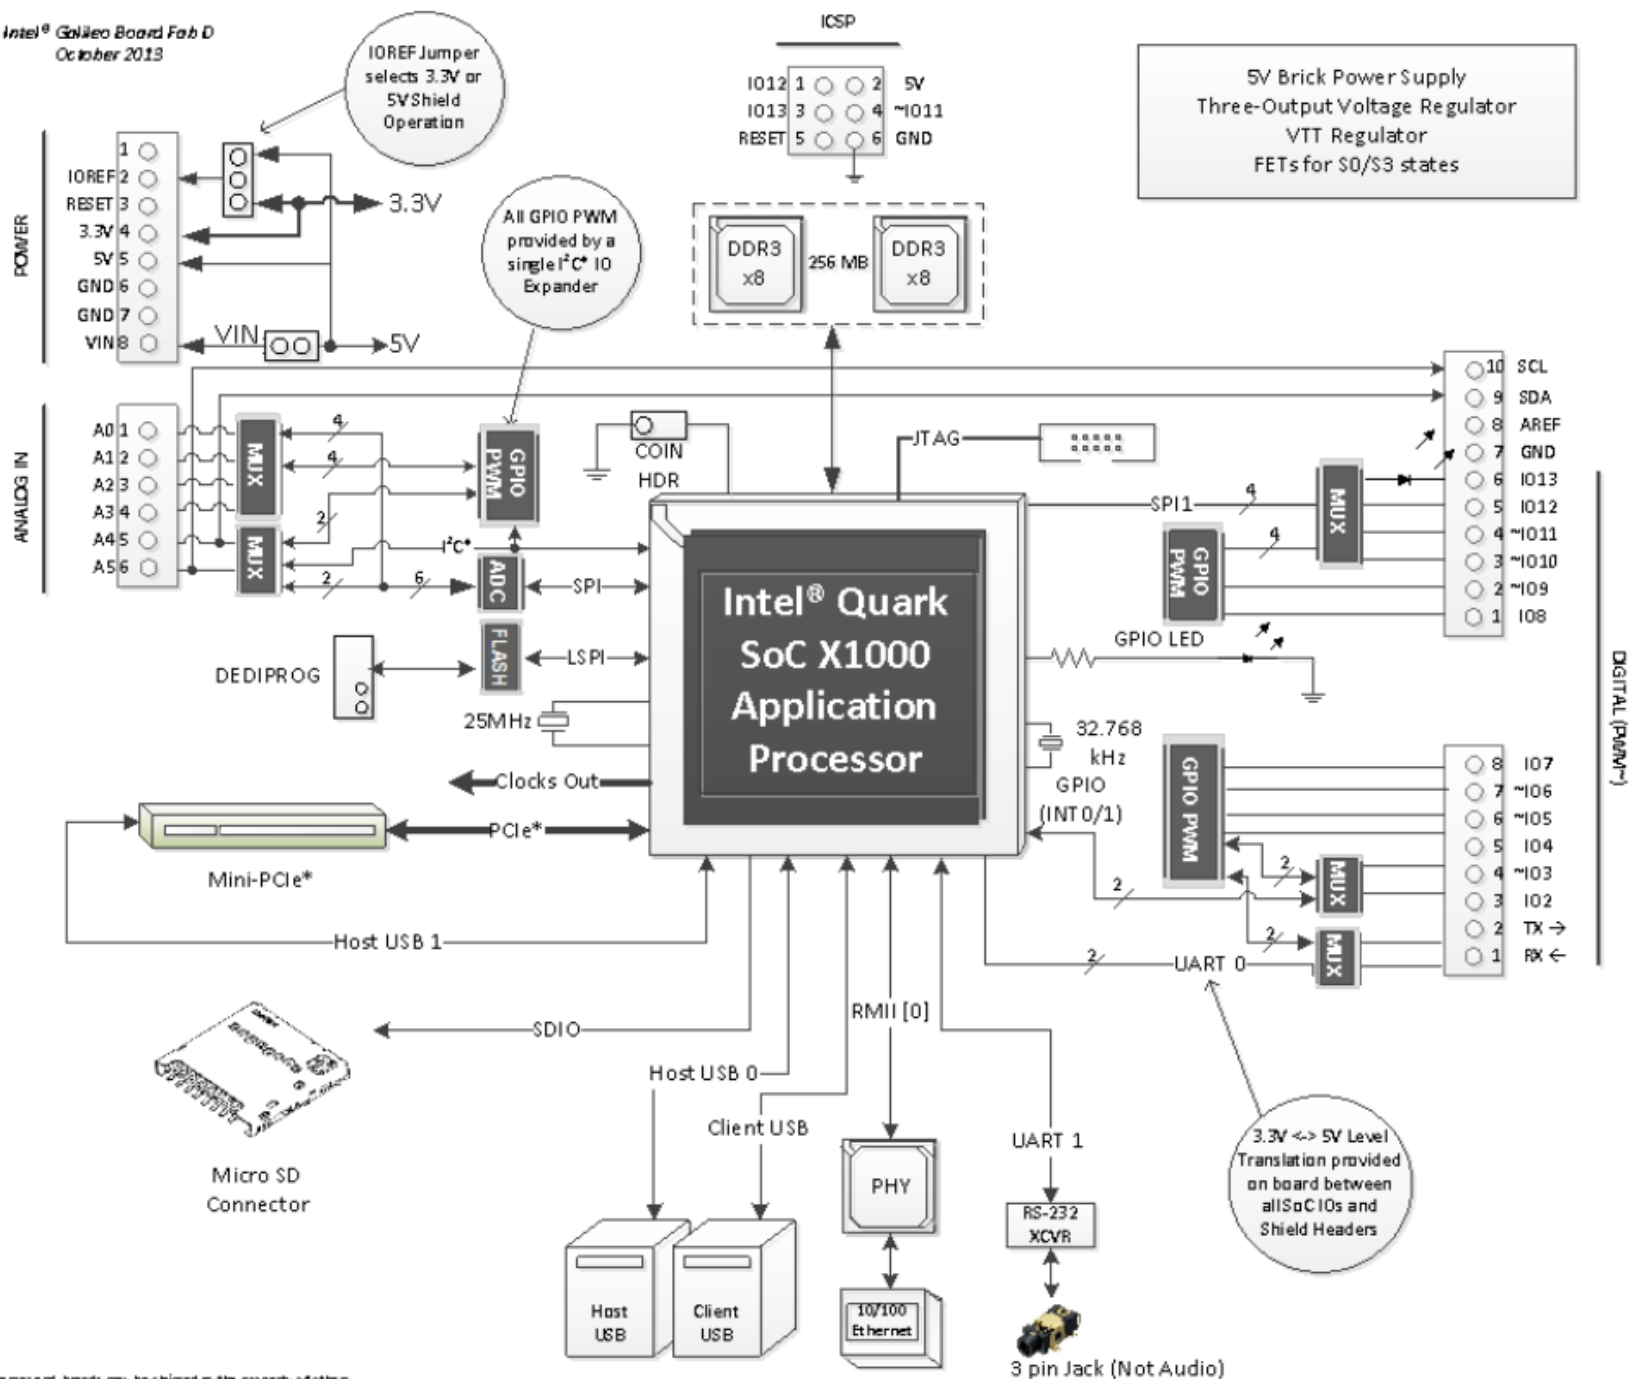 Intel® Galileo Board Fab D
October 2013
IOREF Jumper
selects 3.3V or
5V Shield
Operation
ICSP
IO12 1 2 5V
IO13 3 4 ~IO11
RESET 5 6 GND
5V Brick Power Supply
Three-Output Voltage Regulator
VTT Regulator
FETs for S0/S3 states
POWER
1
IOREF 2
RESET 3
3.3V 4
5V 5
GND 6
GND 7
VIN 8
3.3V
VIN
5V
All GPIO PWM
provided by a
single I²C* IO
Expander
DDR3
x8
256 MB
DDR3
x8
ANALOG IN
A0 1
A1 2
A2 3
A3 4
A4 5
A5 6
MUX
MUX
4
4
2
2
6
I²C*
GPIO
PWM
ADC
SPI
FLASH
LSPI
DEDIPROG
COIN
HDR
JTAG
25MHz
Clocks Out
PCIe*
Mini-PCIe*
Intel® Quark
SoC X1000
Application
Processor
SPI1
4
MUX
GPIO
PWM
4
10 SCL
9 SDA
8 AREF
7 GND
6 IO13
5 IO12
4 ~IO11
3 ~IO10
2 ~IO9
1 IO8
GPIO LED
32.768
kHz
GPIO
(INT0/1)
GPIO PWM
DIGITAL (PWM~)
8 IO7
7 ~IO6
6 ~IO5
5 IO4
4 ~IO3
3 IO2
2 TX →
1 RX ←
2
MUX
2
2
MUX
2
UART 0
Host USB 1
SDIO
Micro SD
Connector
Host USB 0
Client USB
RMII [0]
UART 1
PHY
RS-232
XCVR
Host
USB
Client
USB
10/100
Ethernet
3 pin Jack (Not Audio)
3.3V <-> 5V Level
Translation provided
on board between
all SoC IOs and
Shield Headers